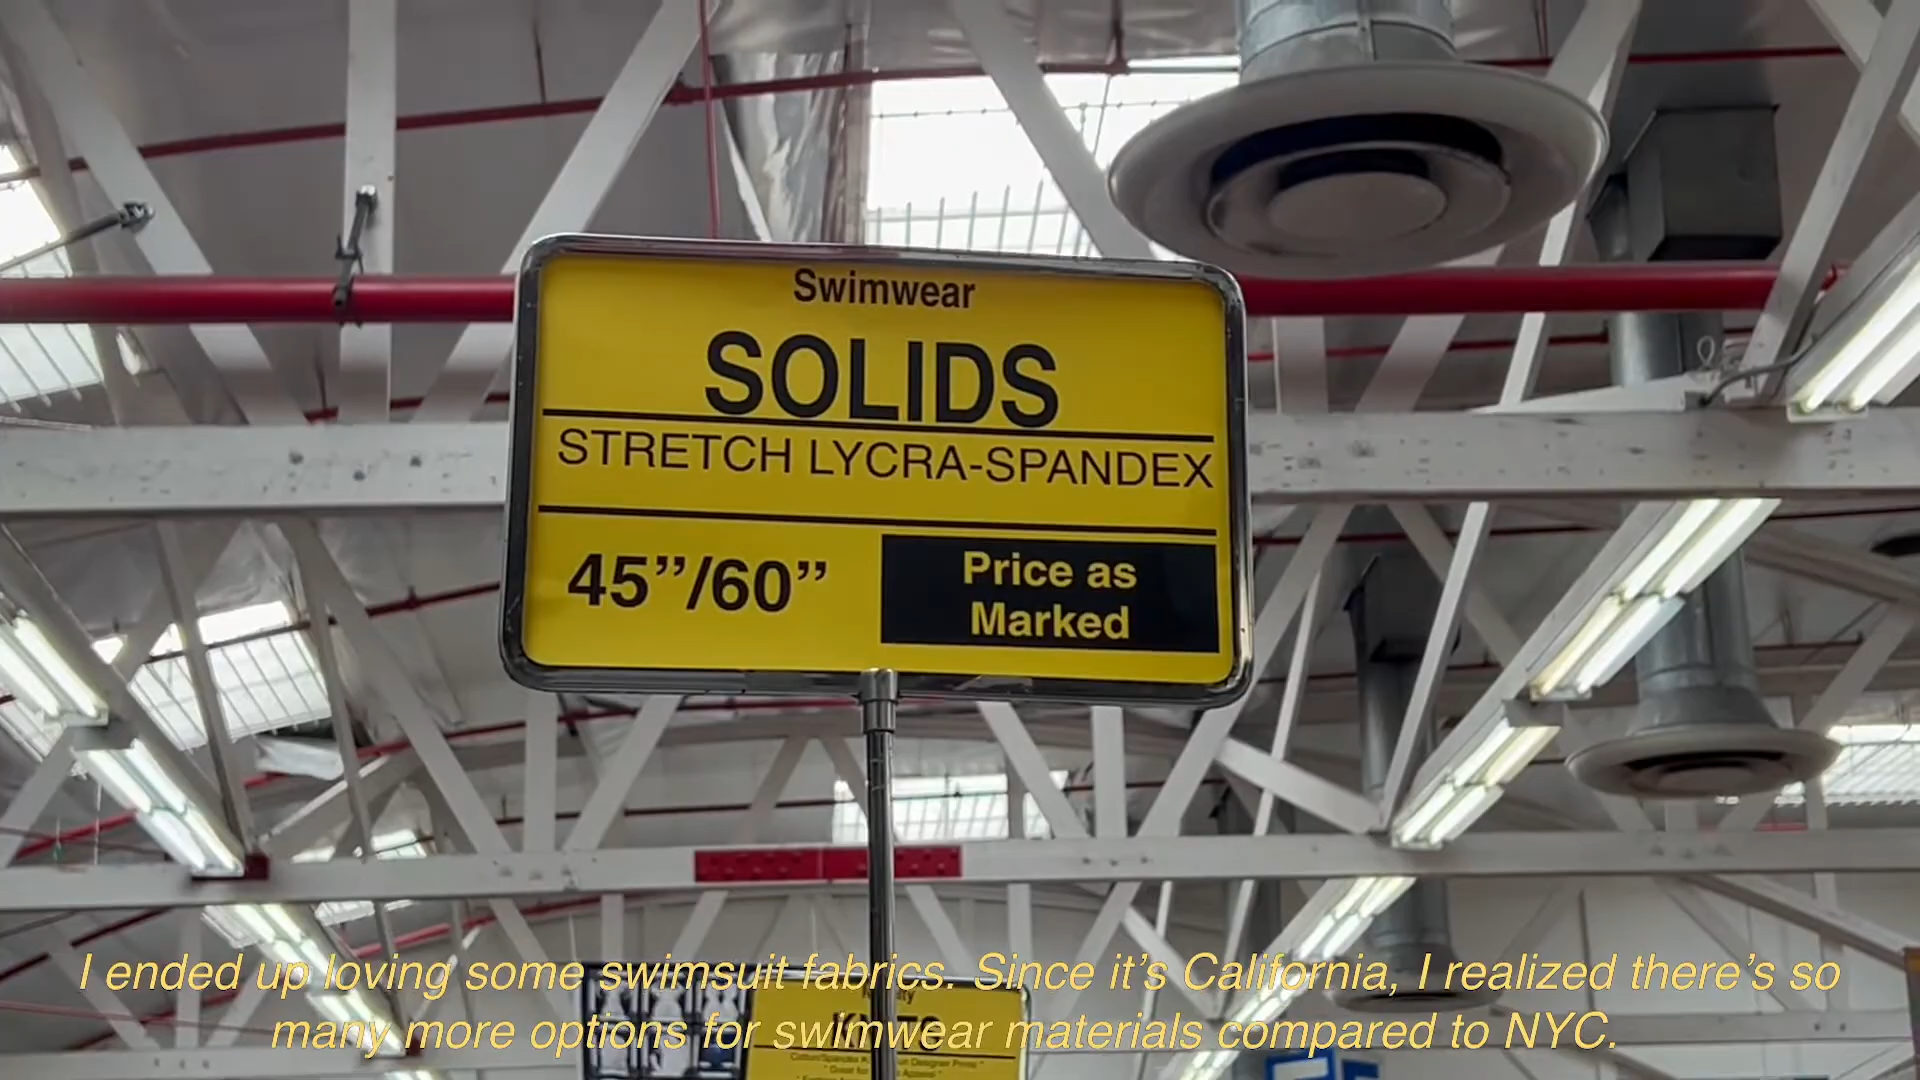 Swimwear
SOLIDS
STRETCH LYCRA-SPANDEX
45”/60”
Price as
Marked
I ended up loving some swimsuit fabrics. Since it’s California, I realized there’s so
many more options for swimwear materials compared to NYC.